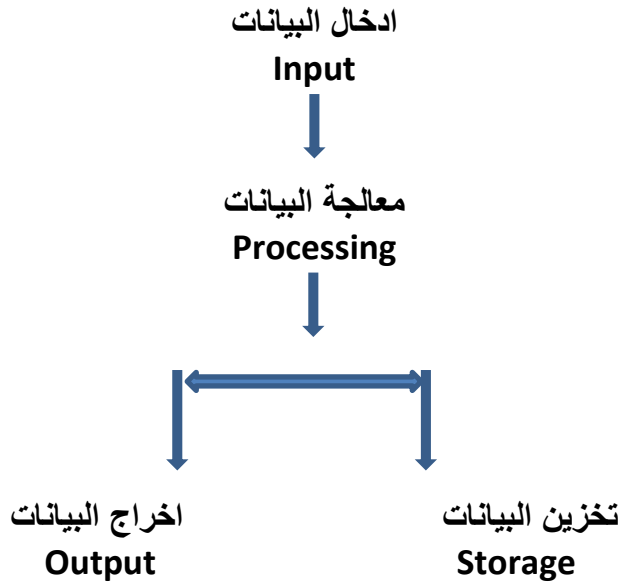 ادخال البيانات
Input
معالجة البيانات
Processing
اخراج البيانات
Output
تخزين البيانات
Storage